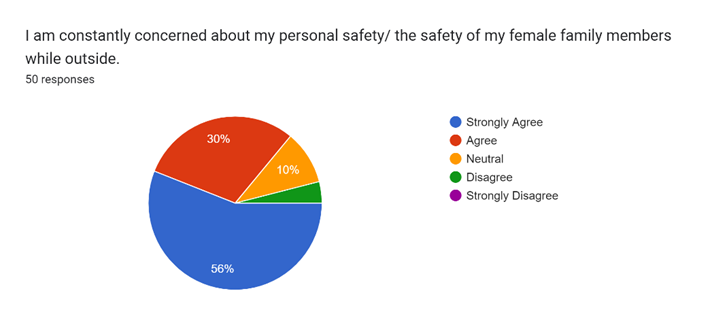 I am constantly concerned about my personal safety/ the safety of my female family members
while outside.
50 responses
30%
10%
56%
Strongly Agree
Agree
Neutral
Disagree
Strongly Disagree